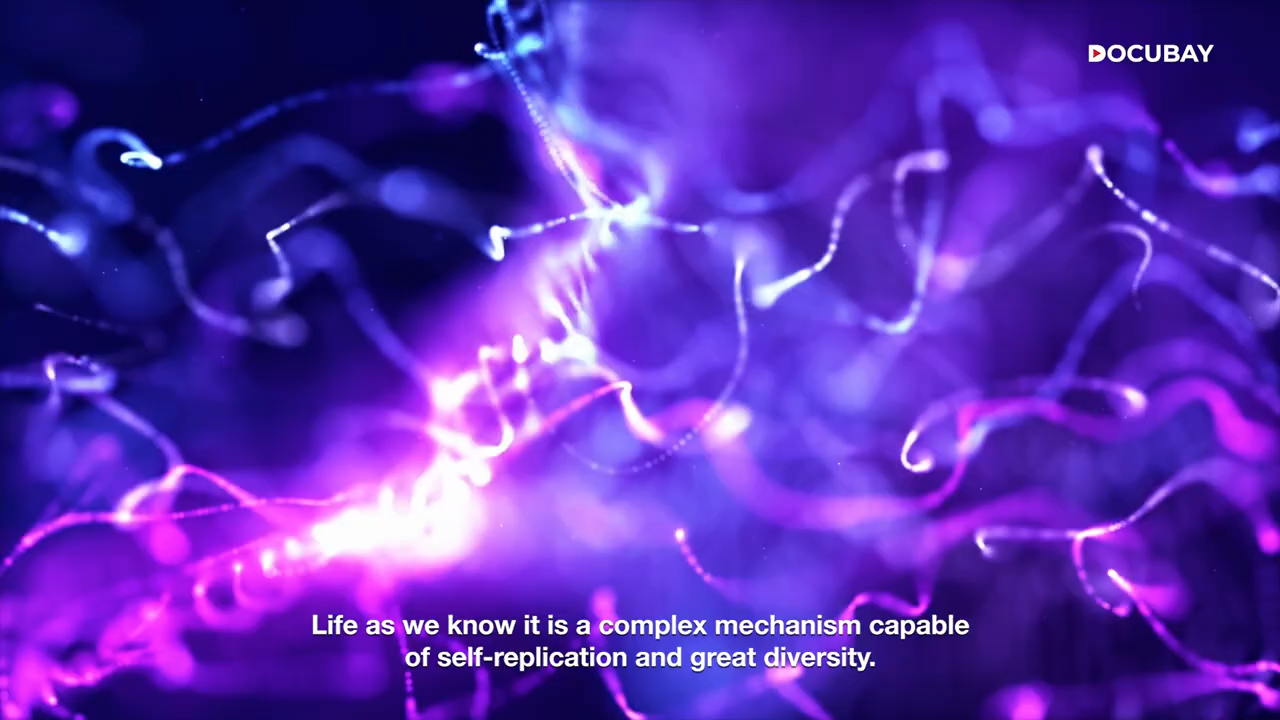 DOCUBAY
Life as we know it is a complex mechanism capable
of self-replication and great diversity.